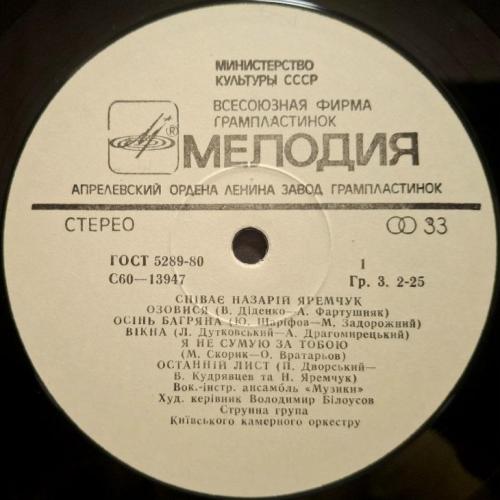 МИНИСТЕРСТВО
КУЛЬТУРЫ СССР
ВСЕСОЮЗНАЯ ФИРМА
ГРАМПЛАСТИНОК
®
МЕЛОДИЯ
АПРЕЛЕВСКИЙ ОРДЕНА ЛЕНИНА ЗАВОД ГРАМПЛАСТИНОК
СТЕРЕО 33
ГОСТ 5289-80 1
С60—13947 Гр. 3. 2-25
СПІВАЄ НАЗАРІЙ ЯРЕМЧУК
ОЗОВИСЯ (В. Діденко—А. Фартушняк)
ОСІНЬ БАГРЯНА (Ю. Шаріфов—М. Задорожний)
ВІКНА (Л. Дутковський—А. Драгомирецький)
Я НЕ СУМУЮ ЗА ТОБОЮ
(М. Скорик—О. Вратарьов)
ОСТАННІЙ ЛИСТ (П. Дворський—
В. Кудрявцев та Н. Яремчук)
Вок.-інстр. ансамбль «Музики»
Худ. керівник Володимир Білоусов
Струнна група
Київського камерного оркестру